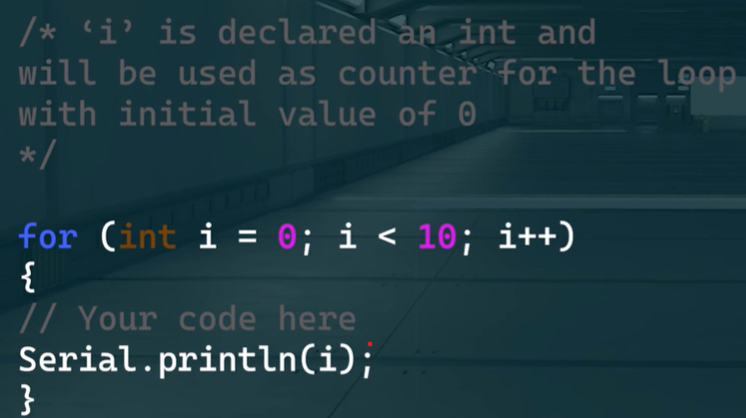 /* ‘i’ is declared an int and
will be used as counter for the loop
with initial value of 0
*/
for (int i = 0; i < 10; i++)
{
// Your code here
Serial.println(i);
}